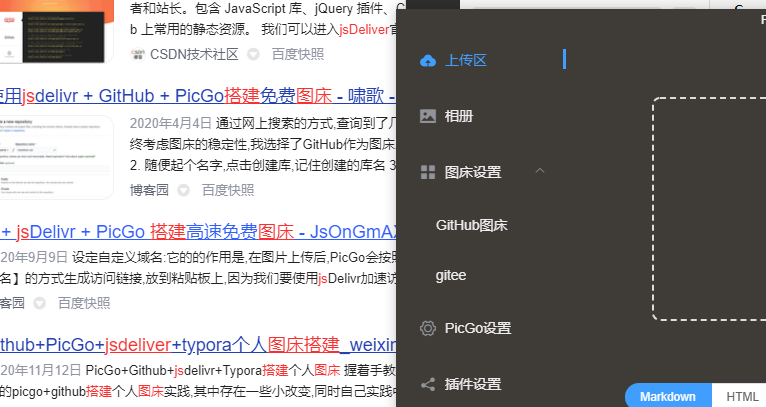 者和站长。包含 JavaScript 库、jQuery 插件、C
b 上常用的静态资源。 我们可以进入jsDeliver官
CSDN技术社区 百度快照
使用jsdelivr + GitHub + PicGo搭建免费图床 - 啸歌 -
2020年4月4日 通过网上搜索的方式,查询到了几
终考虑图床的稳定性,我选择了GitHub作为图床
2. 随便起个名字,点击创建库,记住创建的库名 3
博客园 百度快照
+ jsDelivr + PicGo 搭建高速免费图床 - JsOnGmAX
20年9月9日 设定自定义域名:它的的作用是,在图片上传后,PicGo会按照
名】的方式生成访问链接,放到粘贴板上,因为我们要使用jsDelivr加速访
客园 百度快照
thub+PicGo+jsdeliver+typora个人图床搭建_weixin
20年11月12日 PicGo+Github+jsdelivr+Typora搭建个人图床 握着手教
的picgo+github搭建个人图床实践,其中存在一些小改变,同时自己实践中
P
上传区
相册
图床设置
GitHub图床
gitee
PicGo设置
插件设置
Markdown
HTML